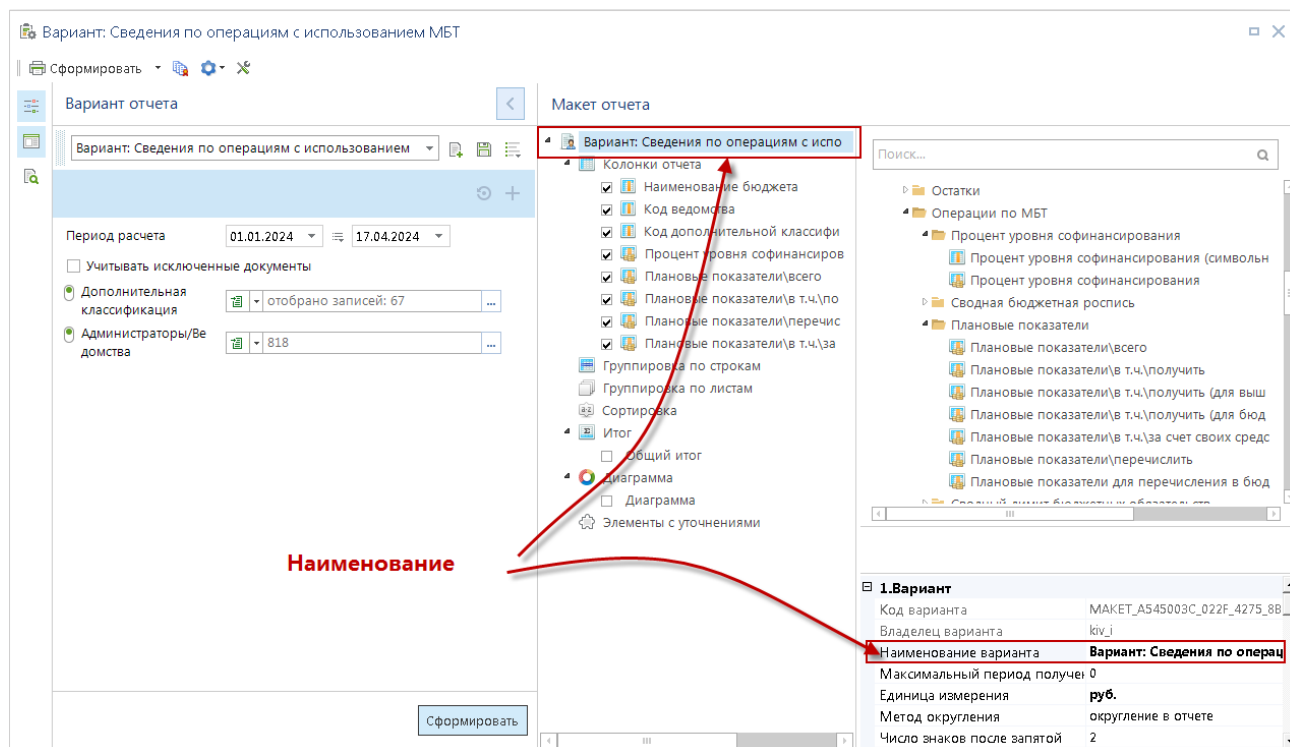 Вариант: Сведения по операциям с использованием МБТ
Сформировать
Вариант отчета
Вариант: Сведения по операциям с использованием
Период расчета 01.01.2024 17.04.2024
Учитывать исключенные документы
Дополнительная
классификация
отобрано записей: 67
...
Администраторы/Ве
домства
818
...
Наименование
Сформировать
Макет отчета
Вариант: Сведения по операциям с испо
Колонки отчета
Наименование бюджета
Код ведомства
Код дополнительной классифи
Процент уровня софинансиров
Плановые показатели\всего
Плановые показатели\в т.ч.\по
Плановые показатели\перечис
Плановые показатели\в т.ч.\за
Группировка по строкам
Группировка по листам
Сортировка
Итог
Общий итог
Диаграмма
Диаграмма
Элементы с уточнениями
Поиск...
Остатки
Операции по МБТ
Процент уровня софинансирования
Процент уровня софинансирования (символьн
Процент уровня софинансирования
Сводная бюджетная роспись
Плановые показатели
Плановые показатели\всего
Плановые показатели\в т.ч.\получить
Плановые показатели\в т.ч.\получить (для выш
Плановые показатели\в т.ч.\получить (для бюд
Плановые показатели\в т.ч.\за счет своих средс
Плановые показатели\перечислить
Плановые показатели для перечисления в бюд
Сводный лимит бюджетных обязательств
1.Вариант
Код варианта MAKET_A545003C_022F_4275_8B
Владелец варианта kiv_i
Наименование варианта Вариант: Сведения по операц
Максимальный период получен 0
Единица измерения руб.
Метод округления округление в отчете
Число знаков после запятой 2